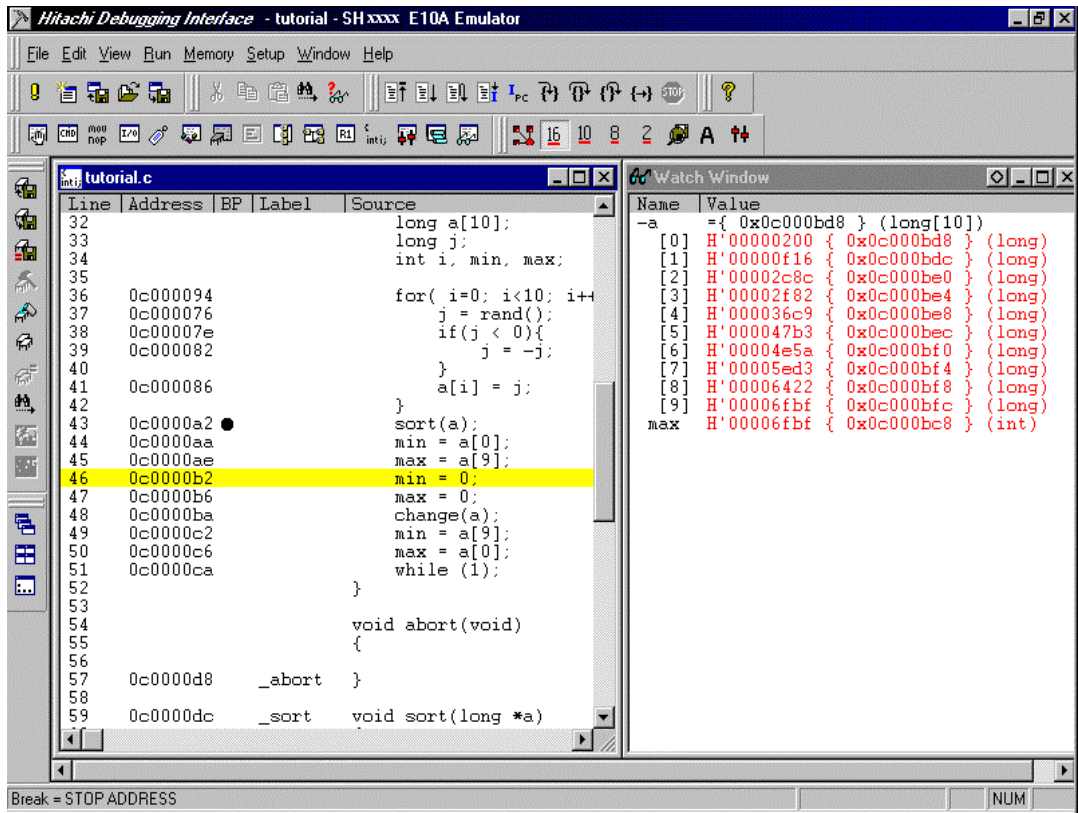 Hitachi Debugging Interface - tutorial - SHxxxx E10A Emulator
File Edit View Run Memory Setup Window Help
16 10 8 2 A
tutorial.c
Line Address BP Label Source
32 long a[10];
33 long j;
34 int i, min, max;
35
36 0c000094 for( i=0; i<10; i++
37 0c000076 j = rand();
38 0c00007e if(j < 0){
39 0c000082 j = -j;
40 }
41 0c000086 a[i] = j;
42 }
43 0c0000a2 ● sort(a);
44 0c0000aa min = a[0];
45 0c0000ae max = a[9];
46 0c0000b2 min = 0;
47 0c0000b6 max = 0;
48 0c0000ba change(a);
49 0c0000c2 min = a[9];
50 0c0000c6 max = a[0];
51 0c0000ca while (1);
52 }
53
54 void abort(void)
55 {
56
57 0c0000d8 _abort }
58
59 0c0000dc _sort void sort(long *a)
Watch Window
Name Value
-a ={ 0x0c000bd8 } (long[10])
[0] H'00000200 { 0x0c000bd8 } (long)
[1] H'00000f16 { 0x0c000bdc } (long)
[2] H'00002c8c { 0x0c000be0 } (long)
[3] H'00002f82 { 0x0c000be4 } (long)
[4] H'000036c9 { 0x0c000be8 } (long)
[5] H'000047b3 { 0x0c000bec } (long)
[6] H'00004e5a { 0x0c000bf0 } (long)
[7] H'00005ed3 { 0x0c000bf4 } (long)
[8] H'00006422 { 0x0c000bf8 } (long)
[9] H'00006fbf { 0x0c000bfc } (long)
max H'00006fbf { 0x0c000bc8 } (int)
Break = STOP ADDRESS
NUM